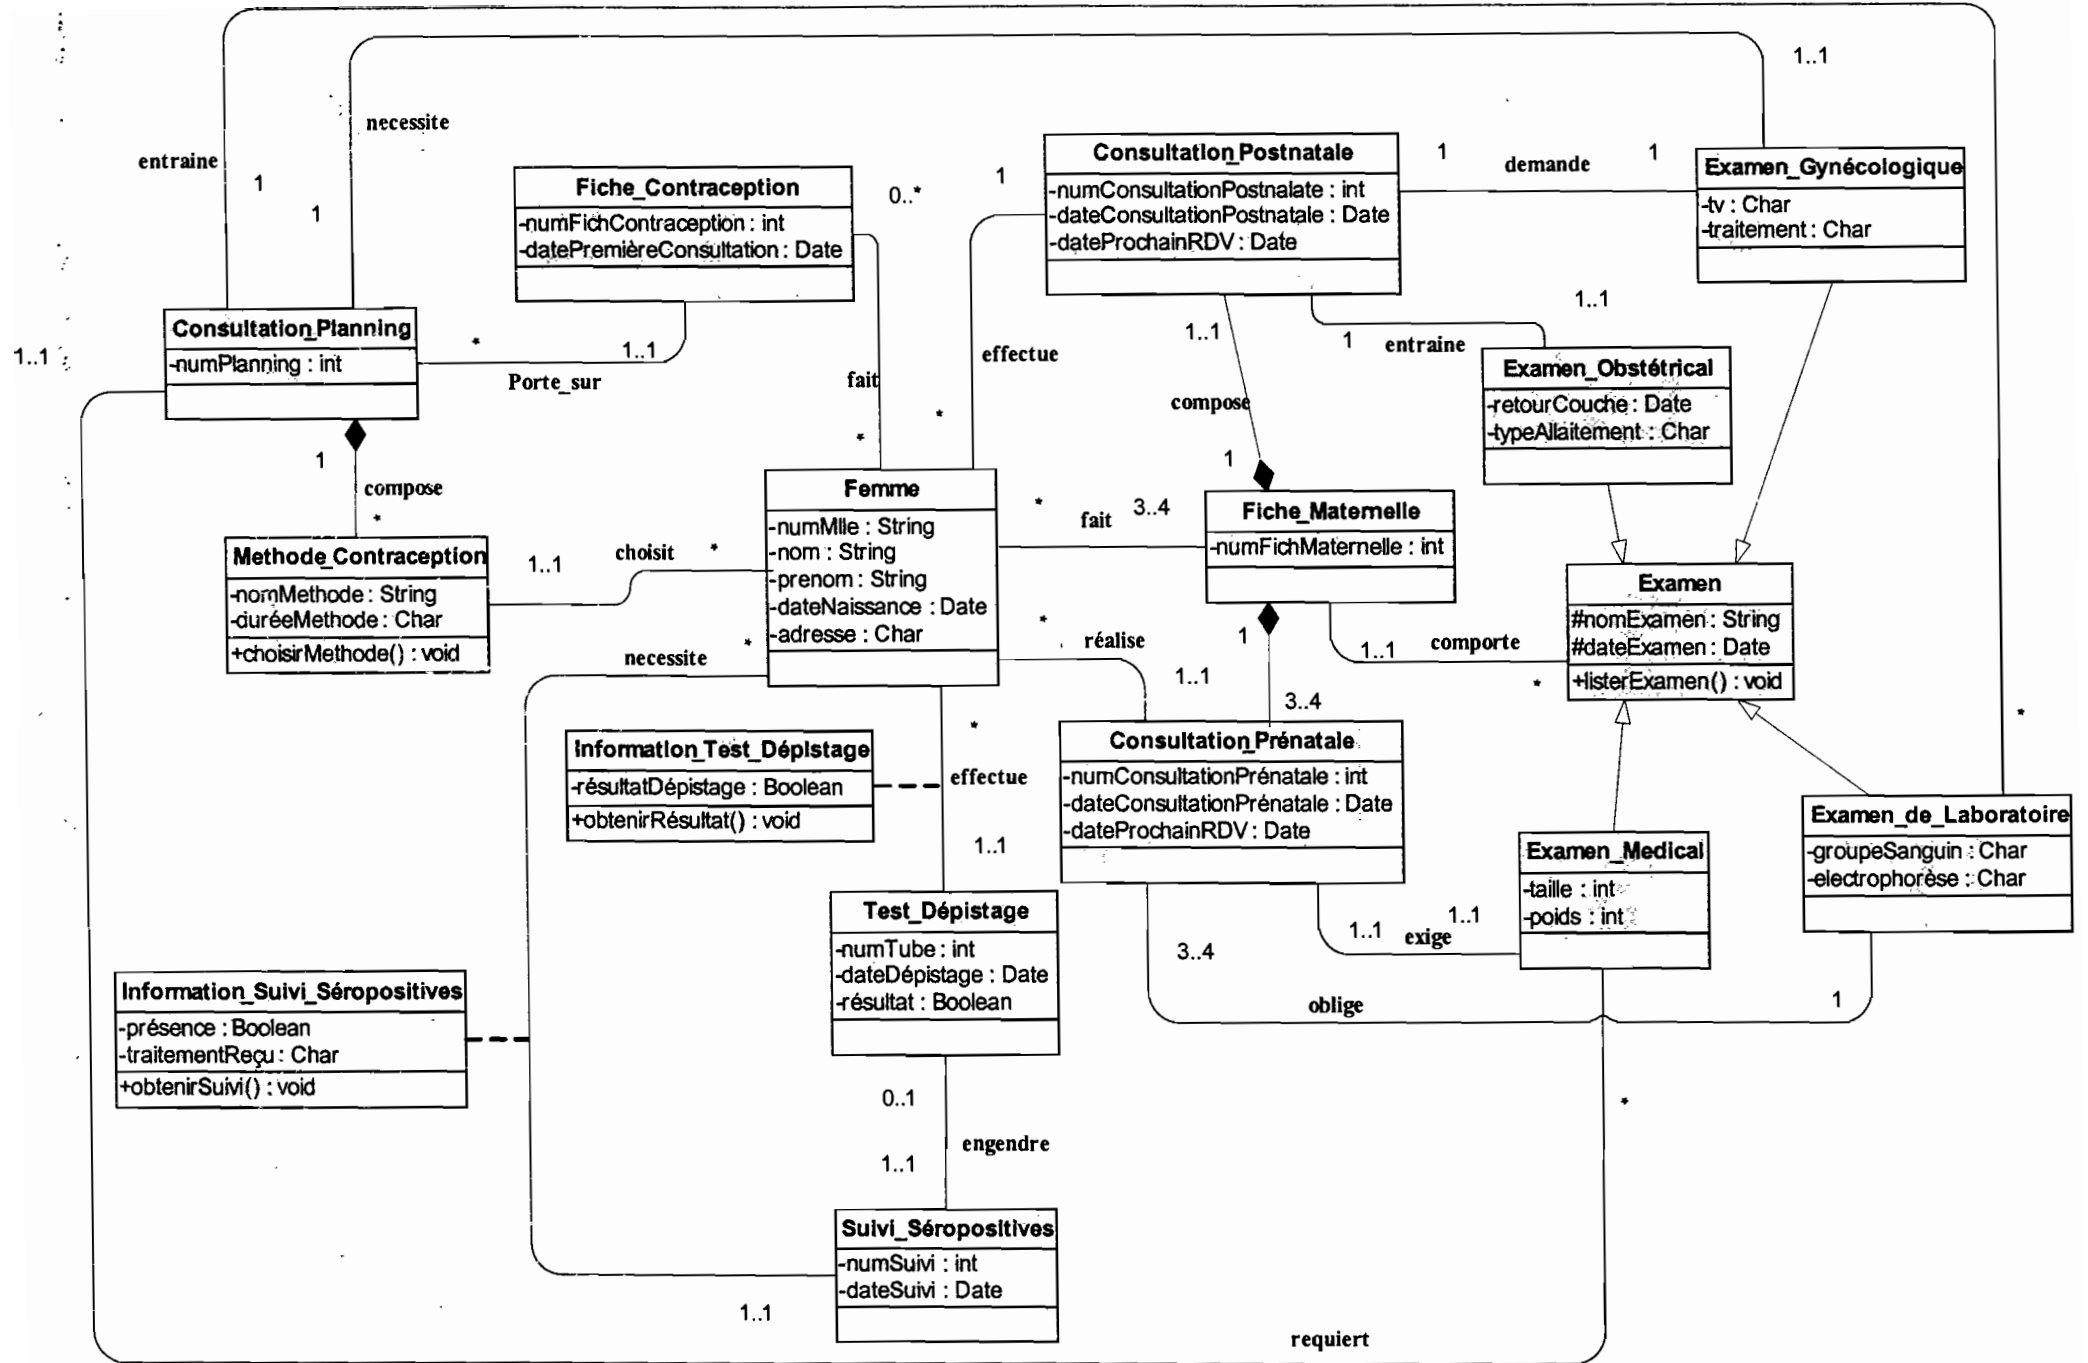 1..1
necessite
entraine
1
1
Fiche_Contraception
-numFichContraception : int
-datePremièreConsultation : Date
0..*
1
Consultation_Postnatale
-numConsultationPostnalate : int
-dateConsultationPostnatale : Date
-dateProchainRDV : Date
1
demande
1
Examen_Gynécologique
-tv : Char
-traitement : Char
Consultation_Planning
-numPlanning : int
1..1
*
1..1
Porte_sur
fait
*
effectue
*
1..1
compose
1
1
entraine
1..1
Examen_Obstétrical
-retourCouche : Date
-typeAllaitement : Char
1
compose
*
Methode_Contraception
-nomMethode : String
-duréeMethode : Char
+choisirMethode() : void
1..1
choisit
*
Femme
-numMlle : String
-nom : String
-prenom : String
-dateNaissance : Date
-adresse : Char
*
fait
3..4
Fiche_Maternelle
-numFichMaternelle : int
Examen
#nomExamen : String
#dateExamen : Date
+listerExamen() : void
necessite
*
*
réalise
1..1
1
3..4
1..1
comporte
*
*
Information_Test_Dépistage
-résultatDépistage : Boolean
+obtenirRésultat() : void
*
effectue
1..1
Consultation_Prénatale
-numConsultationPrénatale : int
-dateConsultationPrénatale : Date
-dateProchainRDV : Date
Examen_Medical
-taille : int
-poids : int
Examen_de_Laboratoire
-groupeSanguin : Char
-electrophorèse : Char
Test_Dépistage
-numTube : int
-dateDépistage : Date
-résultat : Boolean
3..4
1..1
exige
1..1
oblige
1
Information_Suivi_Séropositives
-présence : Boolean
-traitementReçu : Char
+obtenirSuivi() : void
0..1
engendre
1..1
*
Suivi_Séropositives
-numSuivi : int
-dateSuivi : Date
1..1
requiert